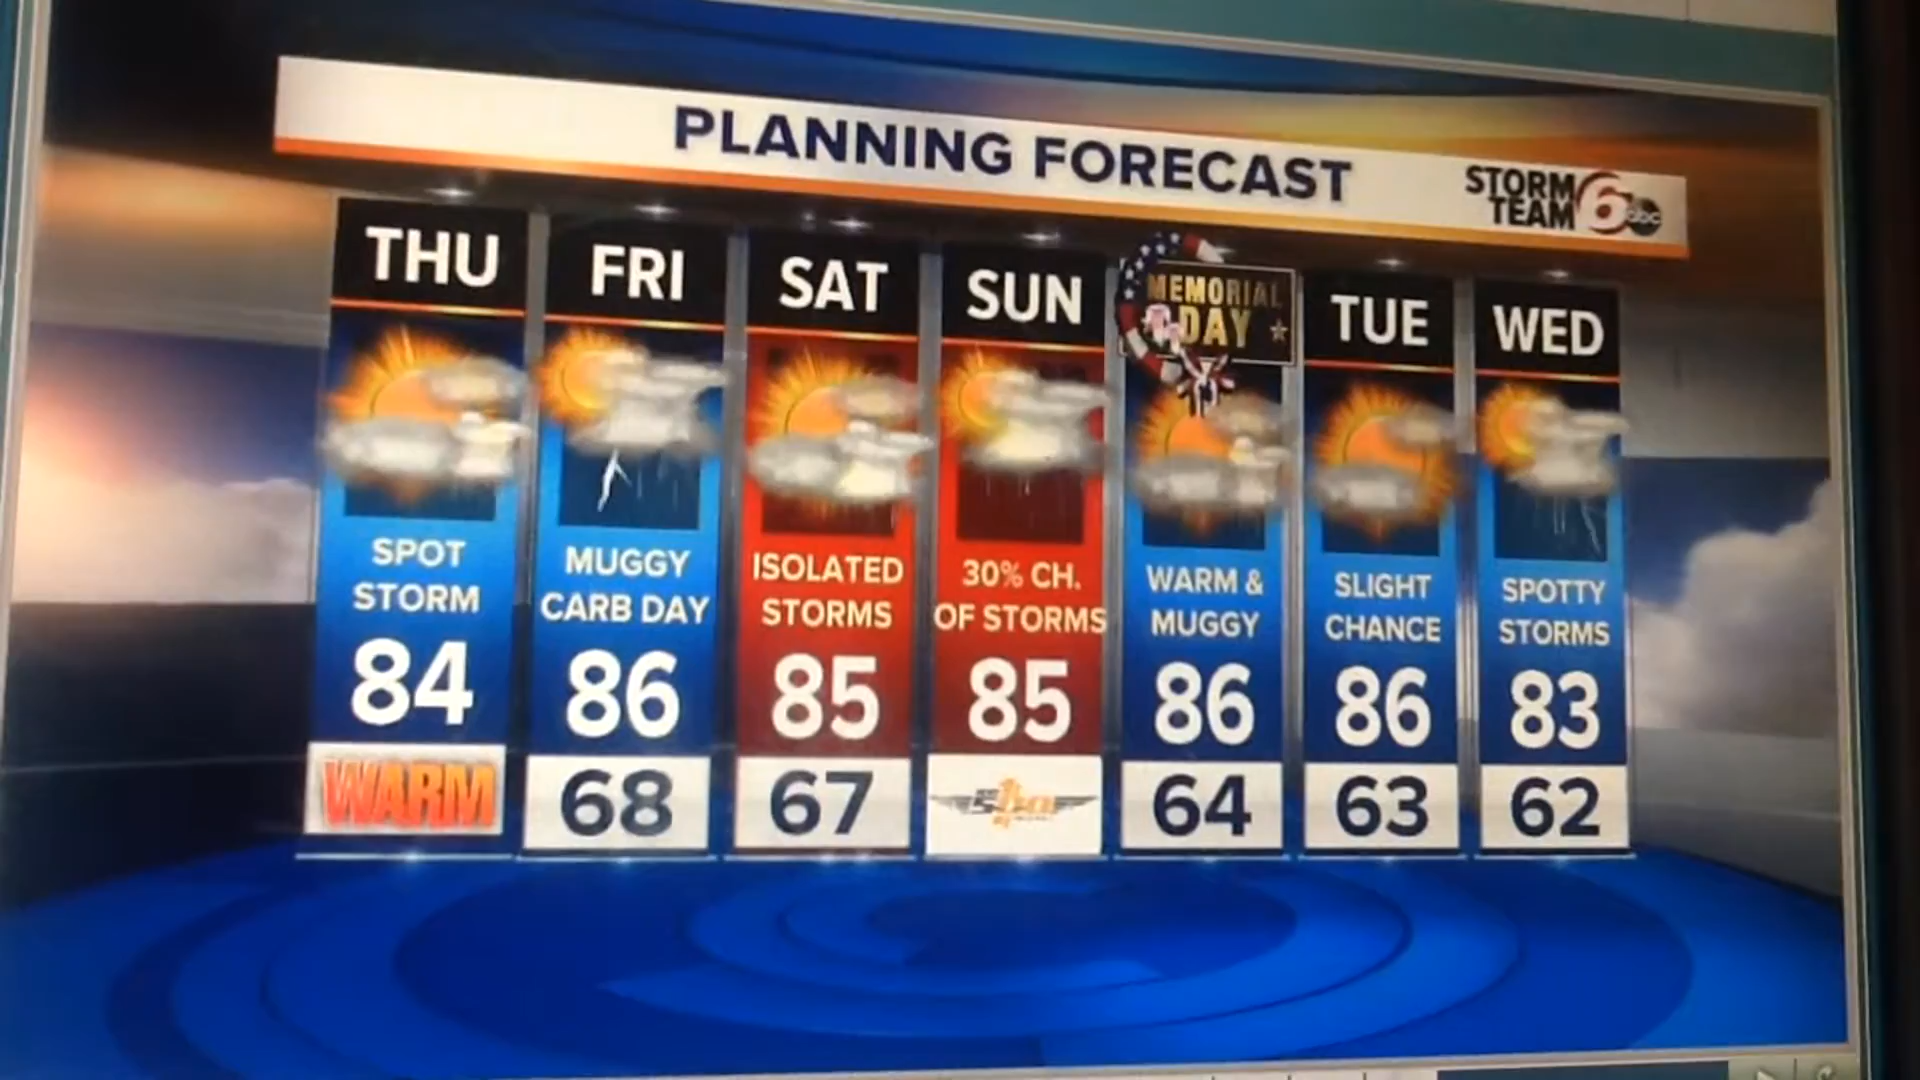 PLANNING FORECAST
STORM
TEAM 6 abc
THU
FRI
SAT
SUN
MEMORIAL
DAY
TUE
WED
SPOT
STORM
MUGGY
CARB DAY
ISOLATED
STORMS
30% CH.
OF STORMS
WARM &
MUGGY
SLIGHT
CHANCE
SPOTTY
STORMS
84
86
85
85
86
86
83
WARM
68
67
64
63
62